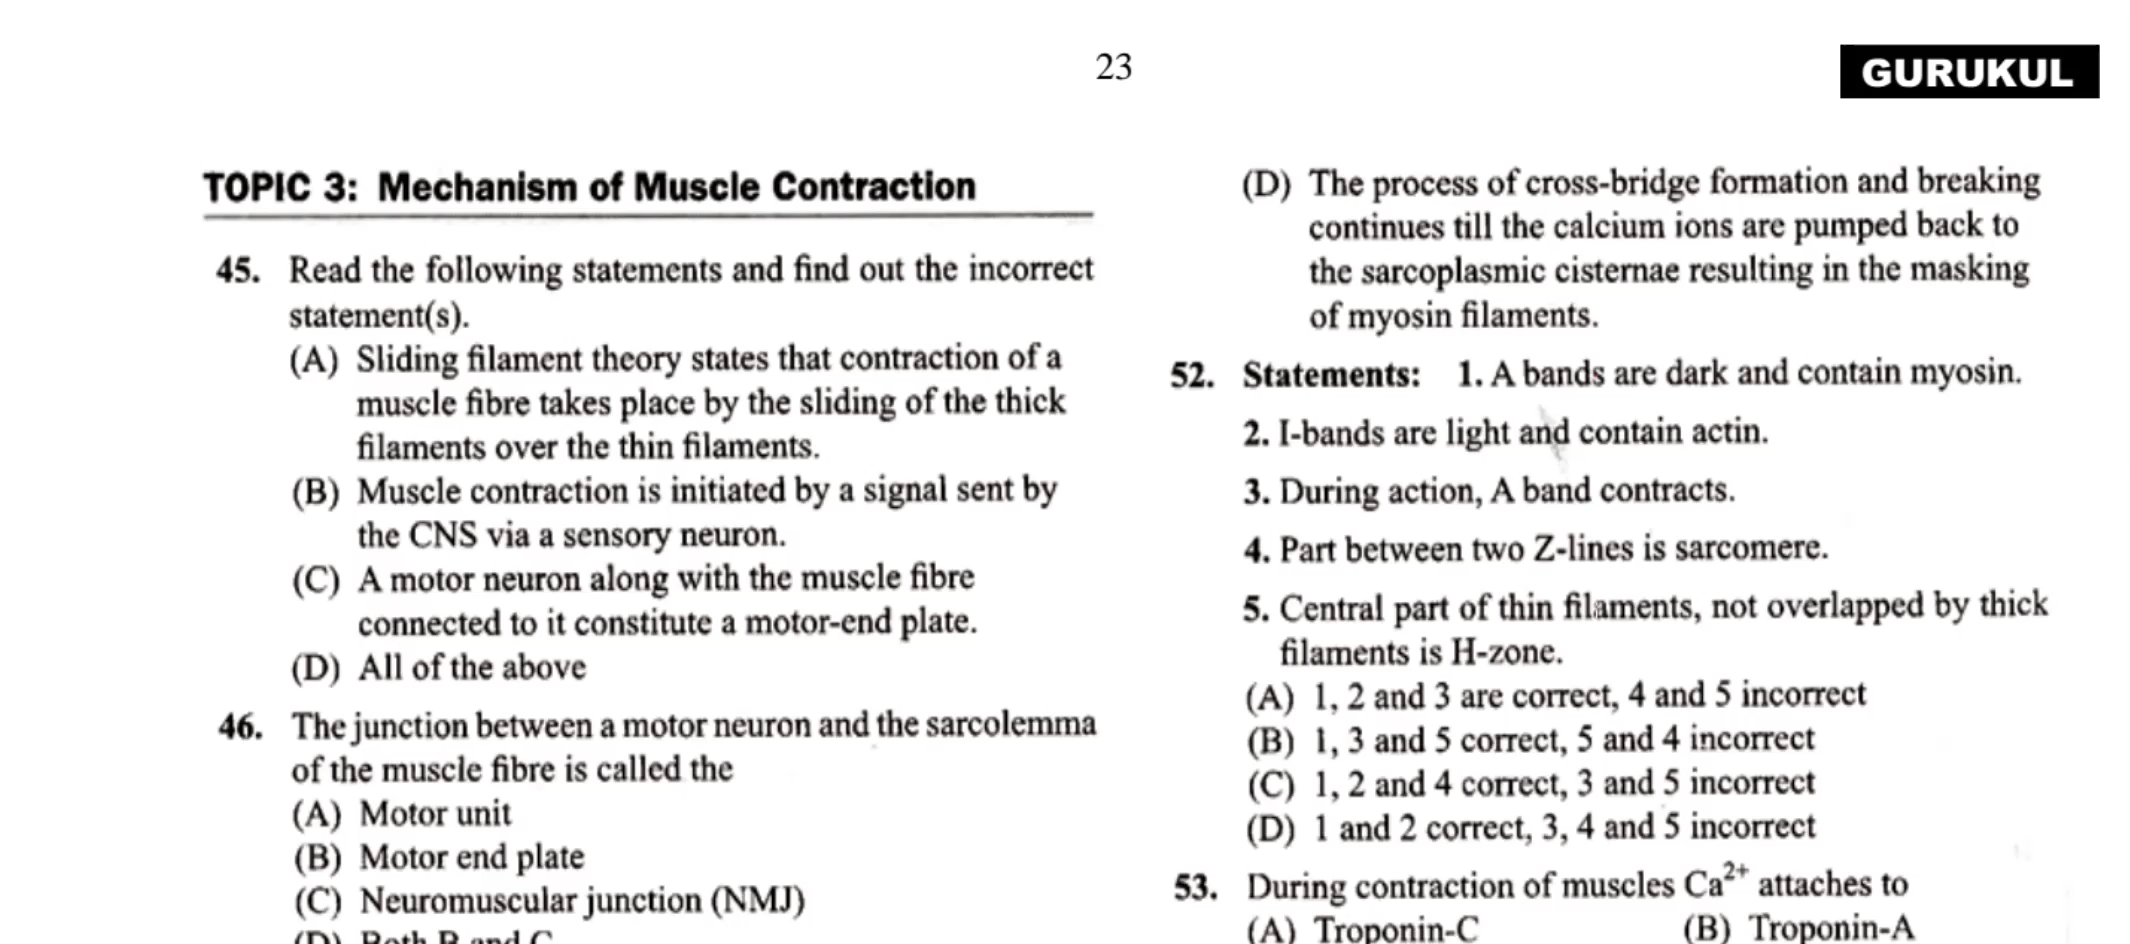 23
GURUKUL
TOPIC 3: Mechanism of Muscle Contraction
45. Read the following statements and find out the incorrect
statement(s).
(A) Sliding filament theory states that contraction of a
muscle fibre takes place by the sliding of the thick
filaments over the thin filaments.
(B) Muscle contraction is initiated by a signal sent by
the CNS via a sensory neuron.
(C) A motor neuron along with the muscle fibre
connected to it constitute a motor-end plate.
(D) All of the above
46. The junction between a motor neuron and the sarcolemma
of the muscle fibre is called the
(A) Motor unit
(B) Motor end plate
(C) Neuromuscular junction (NMJ)
(D) Both B and C
(D) The process of cross-bridge formation and breaking
continues till the calcium ions are pumped back to
the sarcoplasmic cisternae resulting in the masking
of myosin filaments.
52. Statements: 1. A bands are dark and contain myosin.
2. I-bands are light and contain actin.
3. During action, A band contracts.
4. Part between two Z-lines is sarcomere.
5. Central part of thin filaments, not overlapped by thick
filaments is H-zone.
(A) 1, 2 and 3 are correct, 4 and 5 incorrect
(B) 1, 3 and 5 correct, 5 and 4 incorrect
(C) 1, 2 and 4 correct, 3 and 5 incorrect
(D) 1 and 2 correct, 3, 4 and 5 incorrect
53. During contraction of muscles Ca²⁺ attaches to
(A) Troponin-C (B) Troponin-A